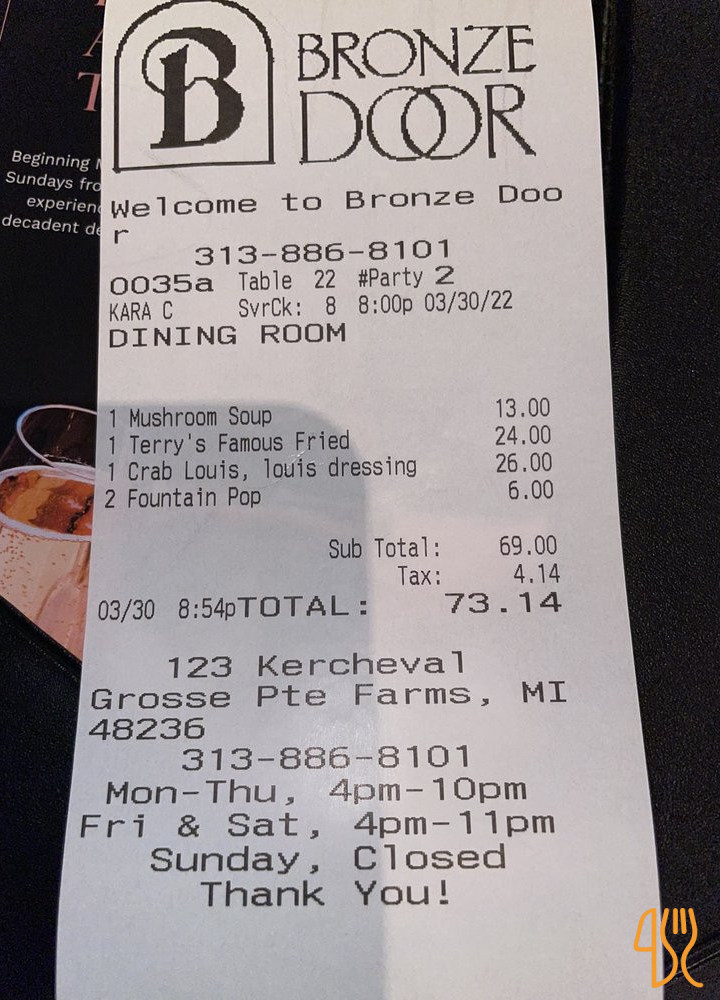 B
BRONZE
DOOR
Beginning
Sundays
experien
decadent
Welcome to Bronze Doo
r
313-886-8101
0035a Table 22 #Party 2
KARA C SvrCk: 8 8:00p 03/30/22
DINING ROOM
1 Mushroom Soup 13.00
1 Terry's Famous Fried 24.00
1 Crab Louis, louis dressing 26.00
2 Fountain Pop 6.00
Sub Total: 69.00
Tax: 4.14
03/30 8:54pTOTAL: 73.14
123 Kercheval
Grosse Pte Farms, MI
48236
313-886-8101
Mon-Thu, 4pm-10pm
Fri & Sat, 4pm-11pm
Sunday, Closed
Thank You!